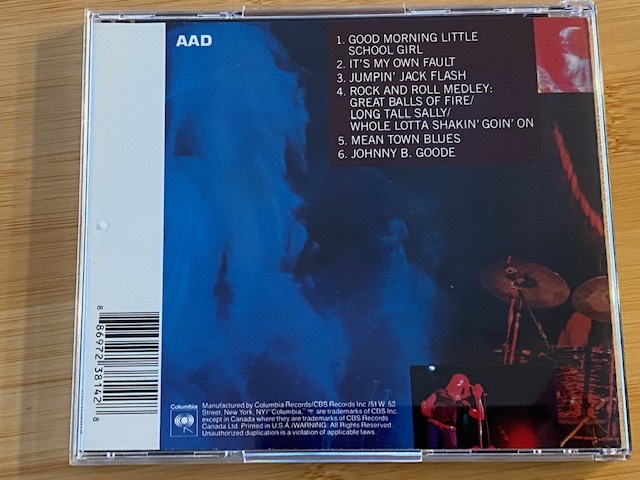 AAD
1. GOOD MORNING LITTLE
SCHOOL GIRL
2. IT'S MY OWN FAULT
3. JUMPIN' JACK FLASH
4. ROCK AND ROLL MEDLEY:
GREAT BALLS OF FIRE/
LONG TALL SALLY/
WHOLE LOTTA SHAKIN' GOIN' ON
5. MEAN TOWN BLUES
6. JOHNNY B. GOODE
8 86972 38142 8
Columbia
Manufactured by Columbia Records/CBS Records Inc./51 W. 52
Street, New York, NY/"Columbia," are trademarks of CBS Inc.
except in Canada where they are trademarks of CBS Records
Canada Ltd. Printed in U.S.A./WARNING: All Rights Reserved.
Unauthorized duplication is a violation of applicable laws.